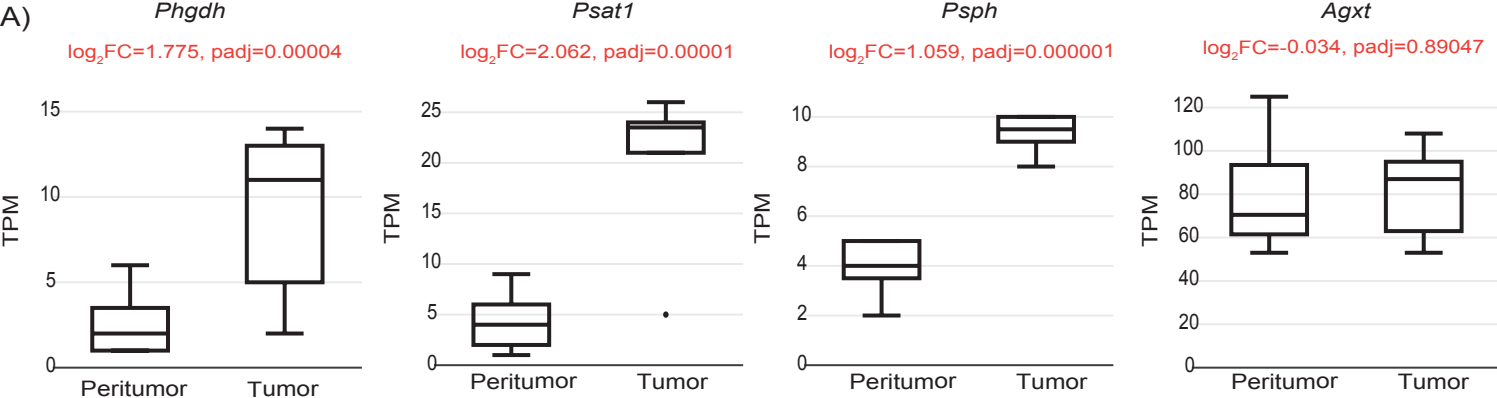 A)
Phgdh
log2FC=1.775, padj=0.00004
15
10
5
0
TPM
Peritumor
Tumor
Psat1
log2FC=2.062, padj=0.00001
25
20
15
10
5
0
TPM
Peritumor
Tumor
Psph
log2FC=1.059, padj=0.000001
10
8
6
4
2
0
TPM
Peritumor
Tumor
Agxt
log2FC=-0.034, padj=0.89047
120
100
80
60
40
20
0
TPM
Peritumor
Tumor